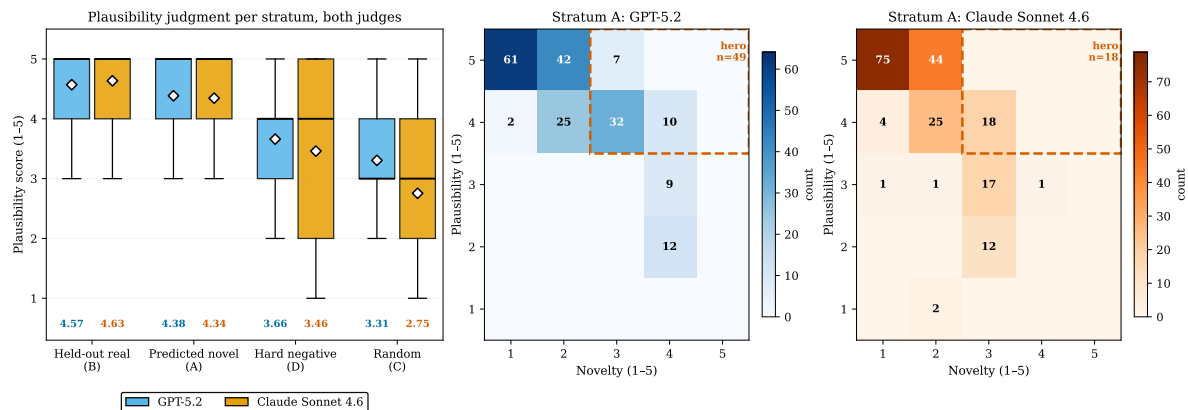 Plausibility judgment per stratum, both judges
Plausibility score (1–5)
5
4
3
2
1
4.57
4.63
4.38
4.34
3.66
3.46
3.31
2.75
Held-out real
(B)
Predicted novel
(A)
Hard negative
(D)
Random
(C)
GPT-5.2
Claude Sonnet 4.6
Stratum A: GPT-5.2
Plausibility (1–5)
5
4
3
2
1
61
42
7
hero
n=49
2
25
32
10
9
12
1
2
3
4
5
Novelty (1–5)
60
50
40
30
20
10
0
count
Stratum A: Claude Sonnet 4.6
Plausibility (1–5)
5
4
3
2
1
75
44
hero
n=18
4
25
18
1
1
17
1
12
2
1
2
3
4
5
Novelty (1–5)
70
60
50
40
30
20
10
0
count